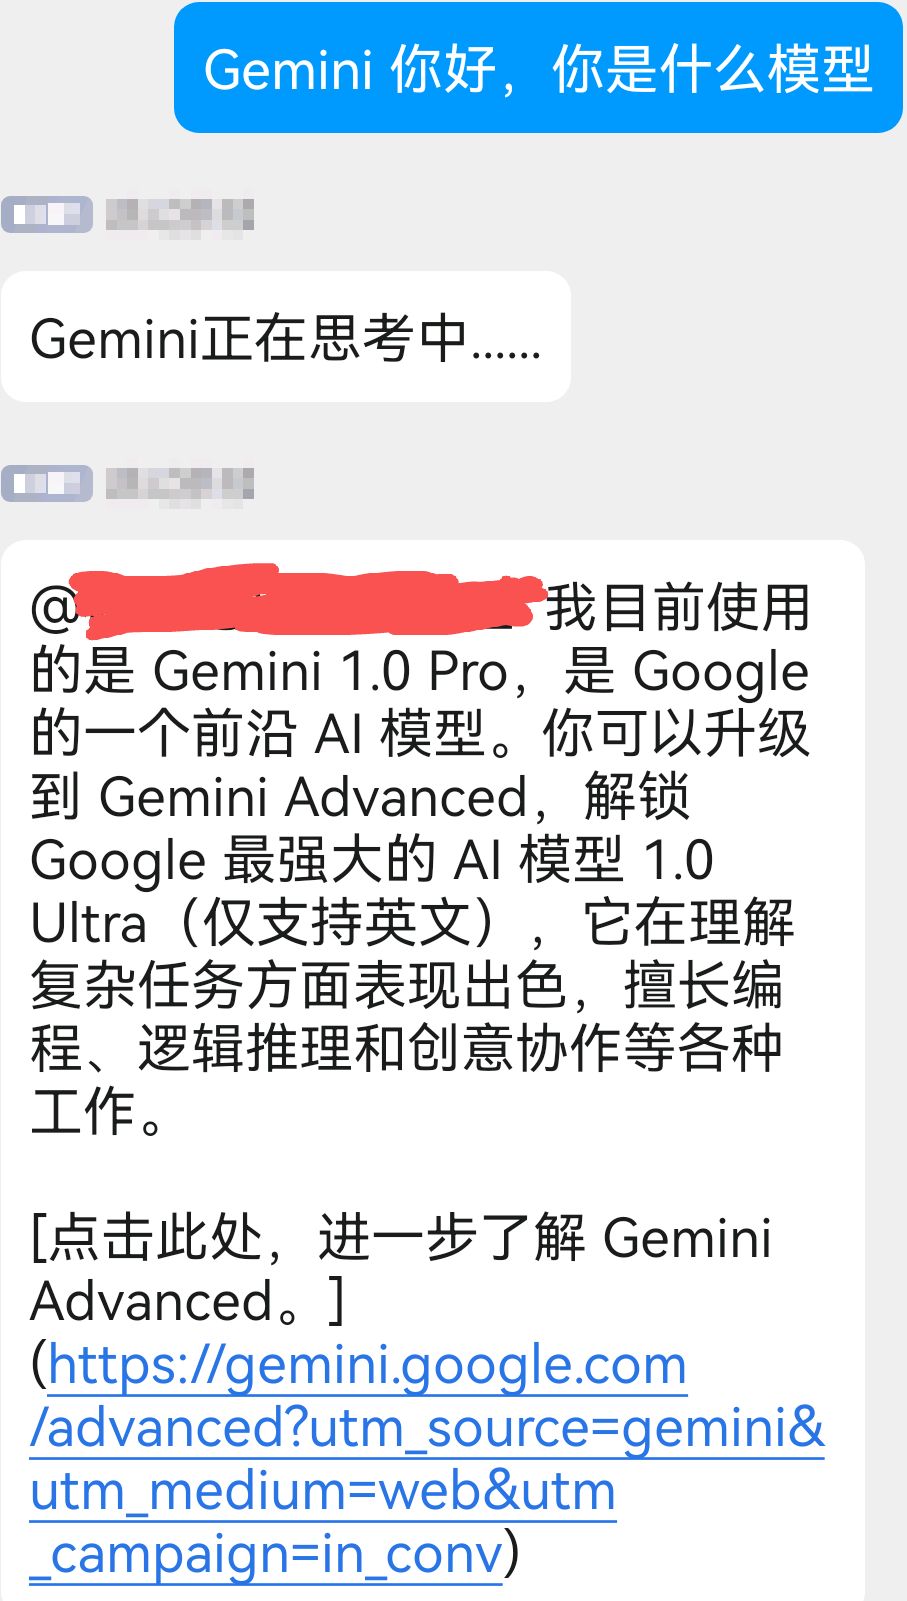 Gemini 你好，你是什么模型
Gemini正在思考中......
@
我目前使用
的是 Gemini 1.0 Pro，是 Google
的一个前沿 AI 模型。你可以升级
到 Gemini Advanced，解锁
Google 最强大的 AI 模型 1.0
Ultra（仅支持英文），它在理解
复杂任务方面表现出色，擅长编
程、逻辑推理和创意协作等各种
工作。
[点击此处，进一步了解 Gemini
Advanced。]
(https://gemini.google.com
/advanced?utm_source=gemini&
utm_medium=web&utm
_campaign=in_conv)